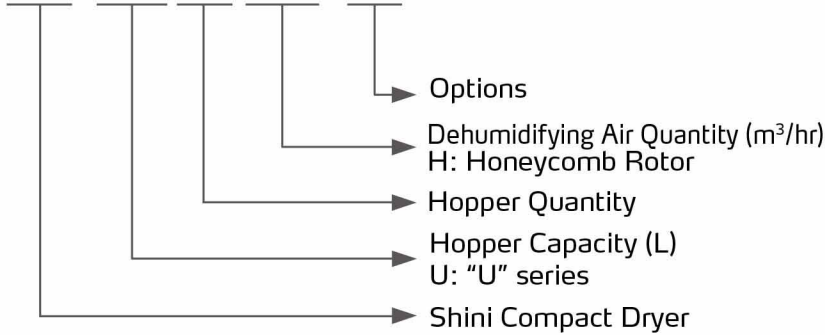 Options
Dehumidifying Air Quantity (m³/hr)
H: Honeycomb Rotor
Hopper Quantity
Hopper Capacity (L)
U: “U” series
Shini Compact Dryer